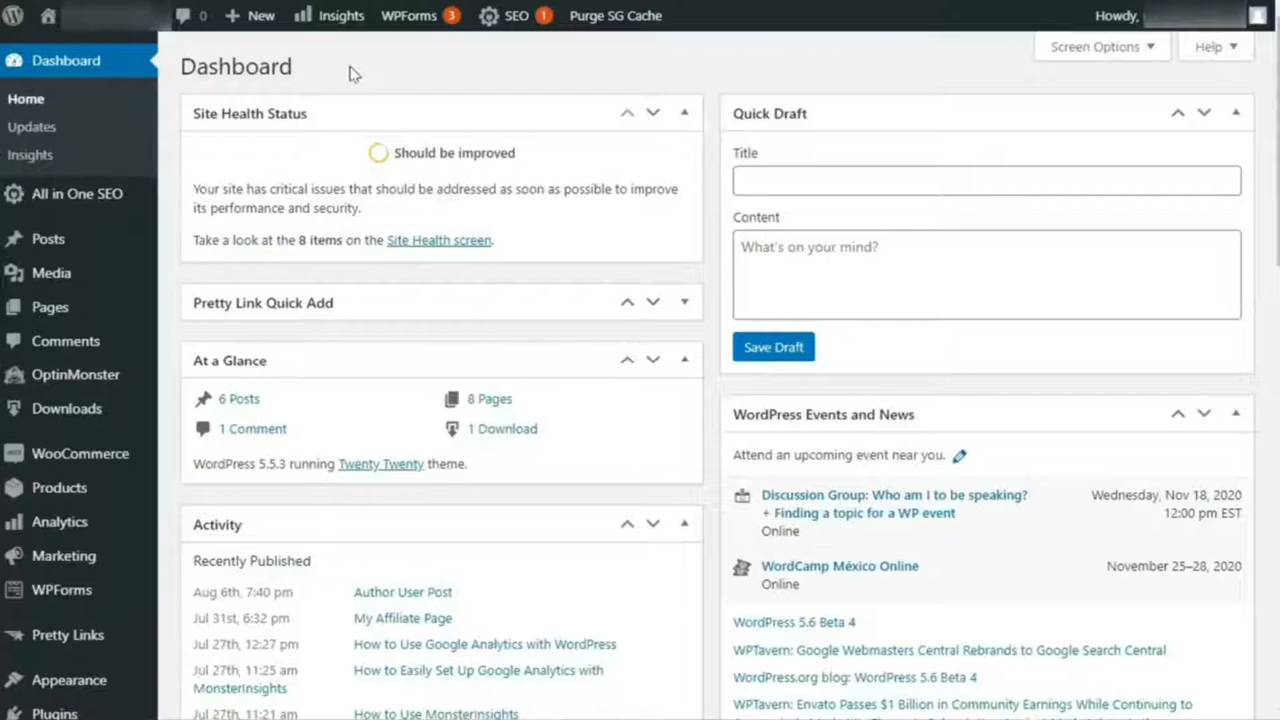 0 New Insights WPForms 3 SEO 1 Purge SG Cache Howdy,
Dashboard
Home
Updates
Insights
All in One SEO
Posts
Media
Pages
Comments
OptinMonster
Downloads
WooCommerce
Products
Analytics
Marketing
WPForms
Pretty Links
Appearance
Plugins
Screen Options ▼ Help ▼
Dashboard
Site Health Status
Should be improved
Your site has critical issues that should be addressed as soon as possible to improve
its performance and security.
Take a look at the 8 items on the Site Health screen.
Pretty Link Quick Add
At a Glance
6 Posts 8 Pages
1 Comment 1 Download
WordPress 5.5.3 running Twenty Twenty theme.
Activity
Recently Published
Aug 6th, 7:40 pm Author User Post
Jul 31st, 6:32 pm My Affiliate Page
Jul 27th, 12:27 pm How to Use Google Analytics with WordPress
Jul 27th, 11:25 am How to Easily Set Up Google Analytics with
MonsterInsights
Jul 27th, 11:21 am How to Use MonsterInsights
Quick Draft
Title
Content
What's on your mind?
Save Draft
WordPress Events and News
Attend an upcoming event near you.
Discussion Group: Who am I to be speaking? Wednesday, Nov 18, 2020
+ Finding a topic for a WP event 12:00 pm EST
Online
WordCamp México Online November 25–28, 2020
Online
WordPress 5.6 Beta 4
WPTavern: Google Webmasters Central Rebrands to Google Search Central
WordPress.org blog: WordPress 5.6 Beta 4
WPTavern: Envato Passes $1 Billion in Community Earnings While Continuing to